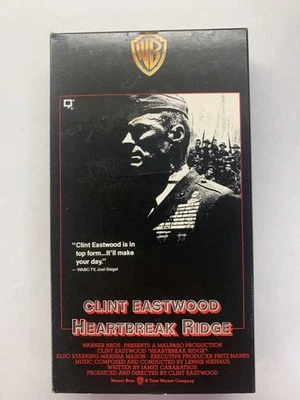 WB
"Clint Eastwood is in
top form...it'll make
your day."
— WABC-TV, Joel Siegel
CLINT EASTWOOD
HEARTBREAK RIDGE
WARNER BROS. PRESENTS A MALPASO PRODUCTION
CLINT EASTWOOD "HEARTBREAK RIDGE"
ALSO STARRING MARSHA MASON · EXECUTIVE PRODUCER FRITZ MANES
MUSIC COMPOSED AND CONDUCTED BY LENNIE NIEHAUS
WRITTEN BY JAMES CARABATSOS
PRODUCED AND DIRECTED BY CLINT EASTWOOD
Warner Bros. A Time Warner Company